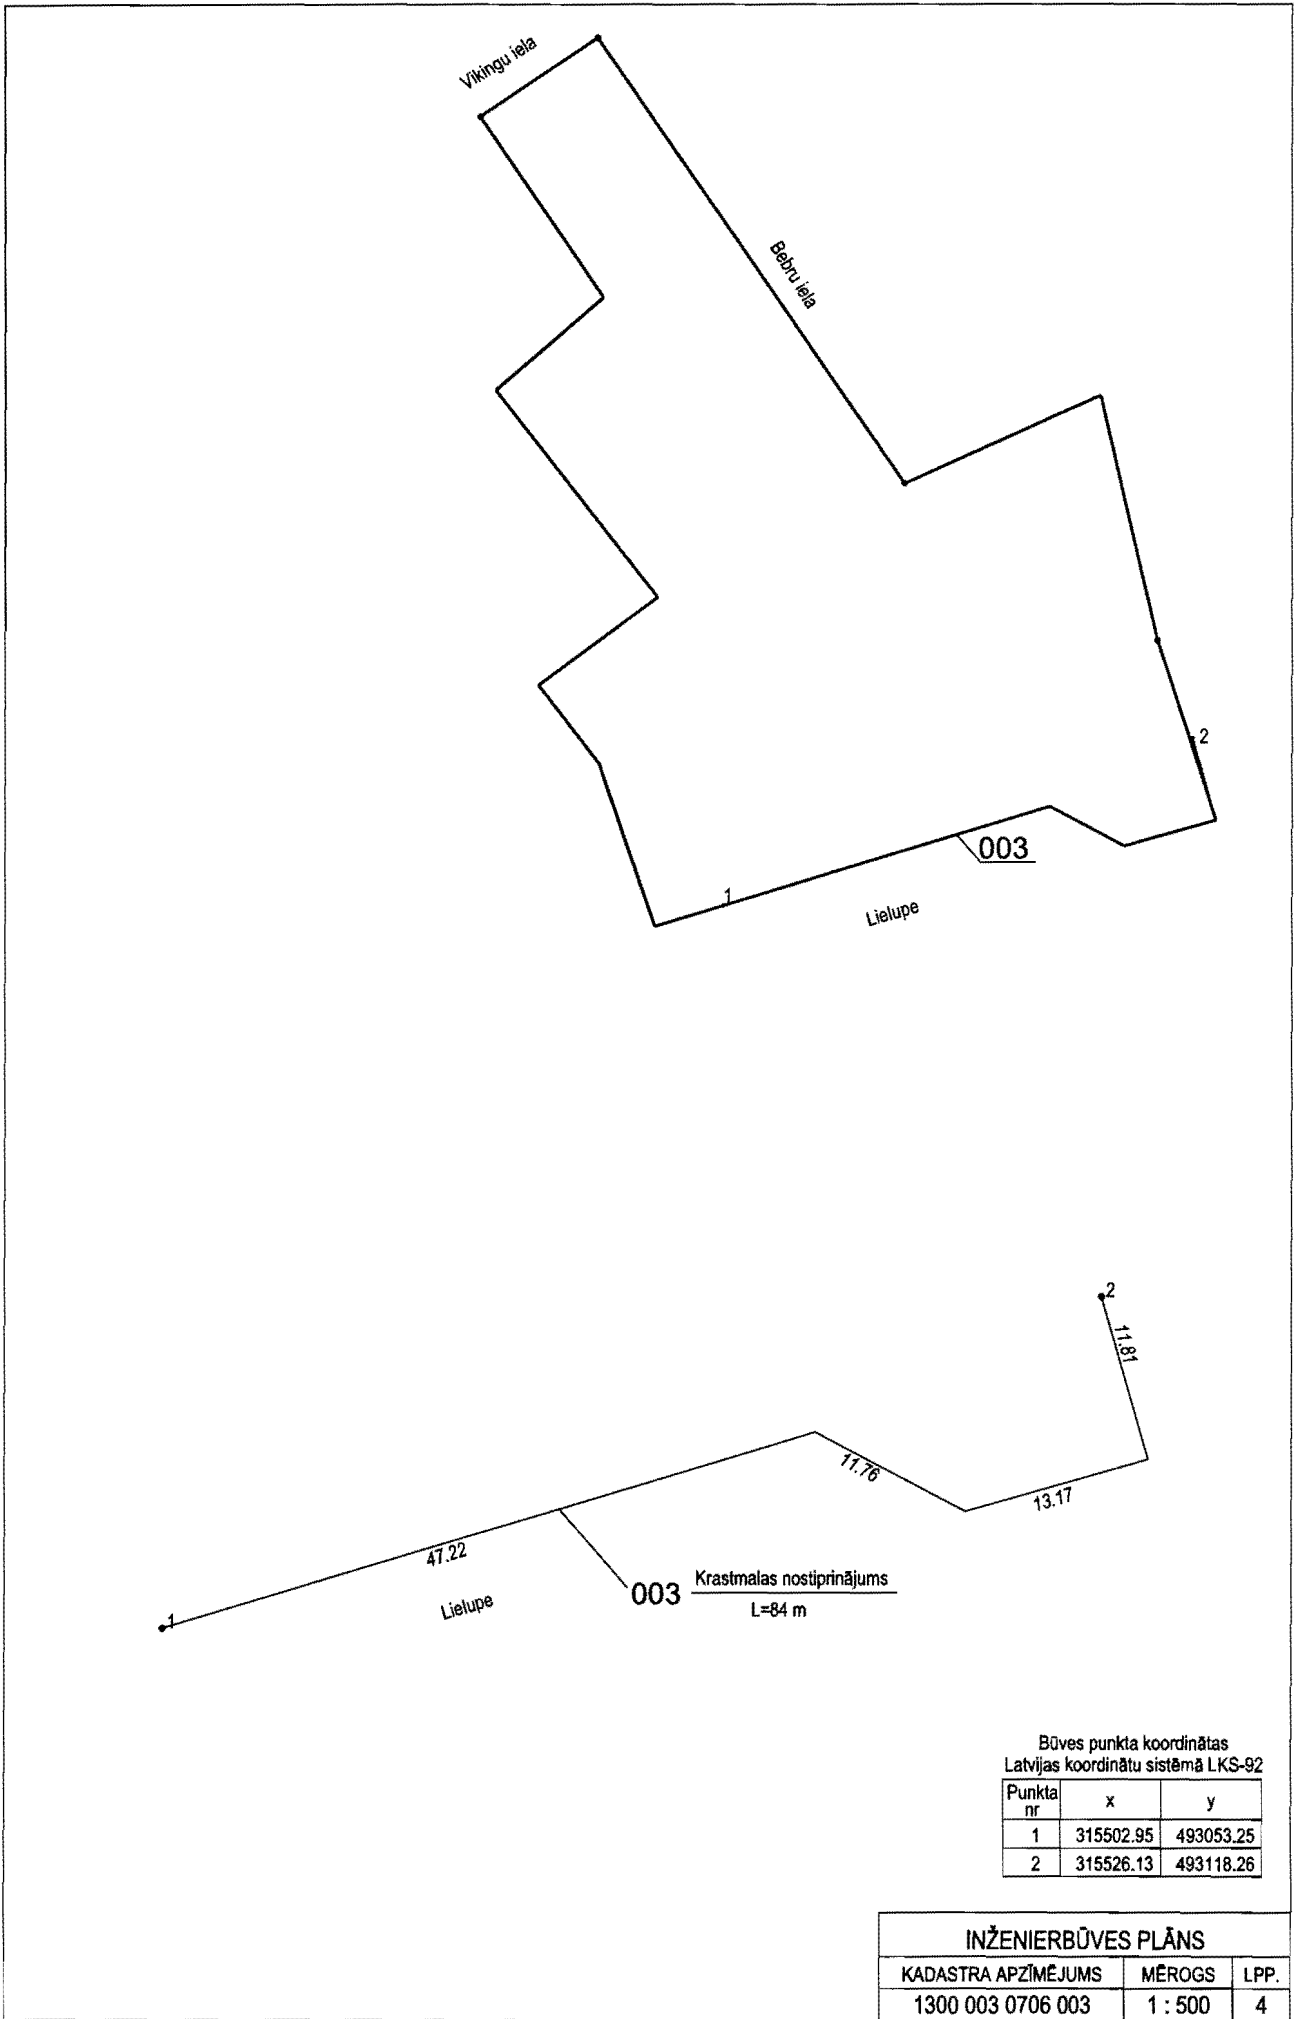 Vikingu iela
Bebru iela
2
003
1
Lielupe
2
11.81
11.76
13.17
47.22
003 Krastmalas nostiprinājums
L=84 m
Lielupe
1
Būves punkta koordinātas
Latvijas koordinātu sistēmā LKS-92
Punkta nr x y
1 315502.95 493053.25
2 315526.13 493118.26
INŽENIERBŪVES PLĀNS
KADASTRA APZĪMĒJUMS MĒROGS LPP.
1300 003 0706 003 1 : 500 4